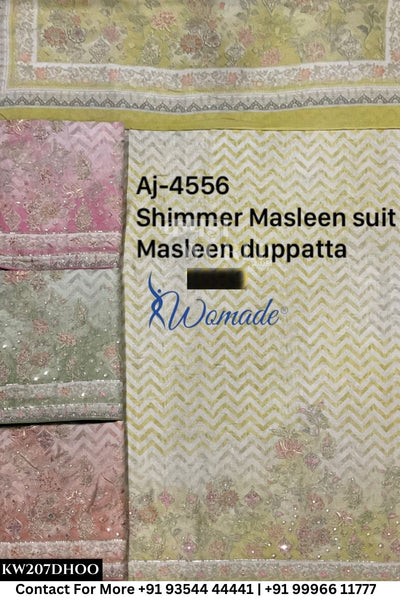 Aj-4556
Shimmer Masleen suit
Masleen duppatta
Womade®
KW207DHOO
Contact For More +91 93544 44441 | +91 99966 11777